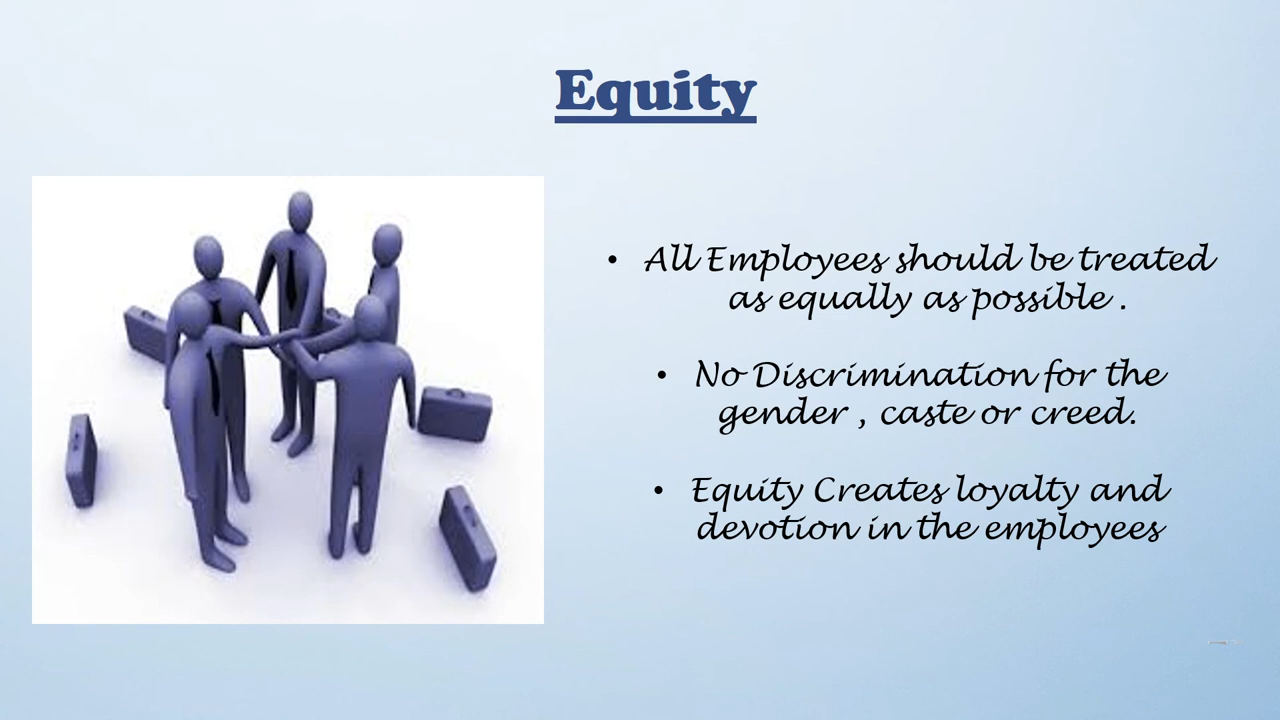 Equity
• All Employees should be treated
as equally as possible .
• No Discrimination for the
gender , caste or creed.
• Equity Creates loyalty and
devotion in the employees